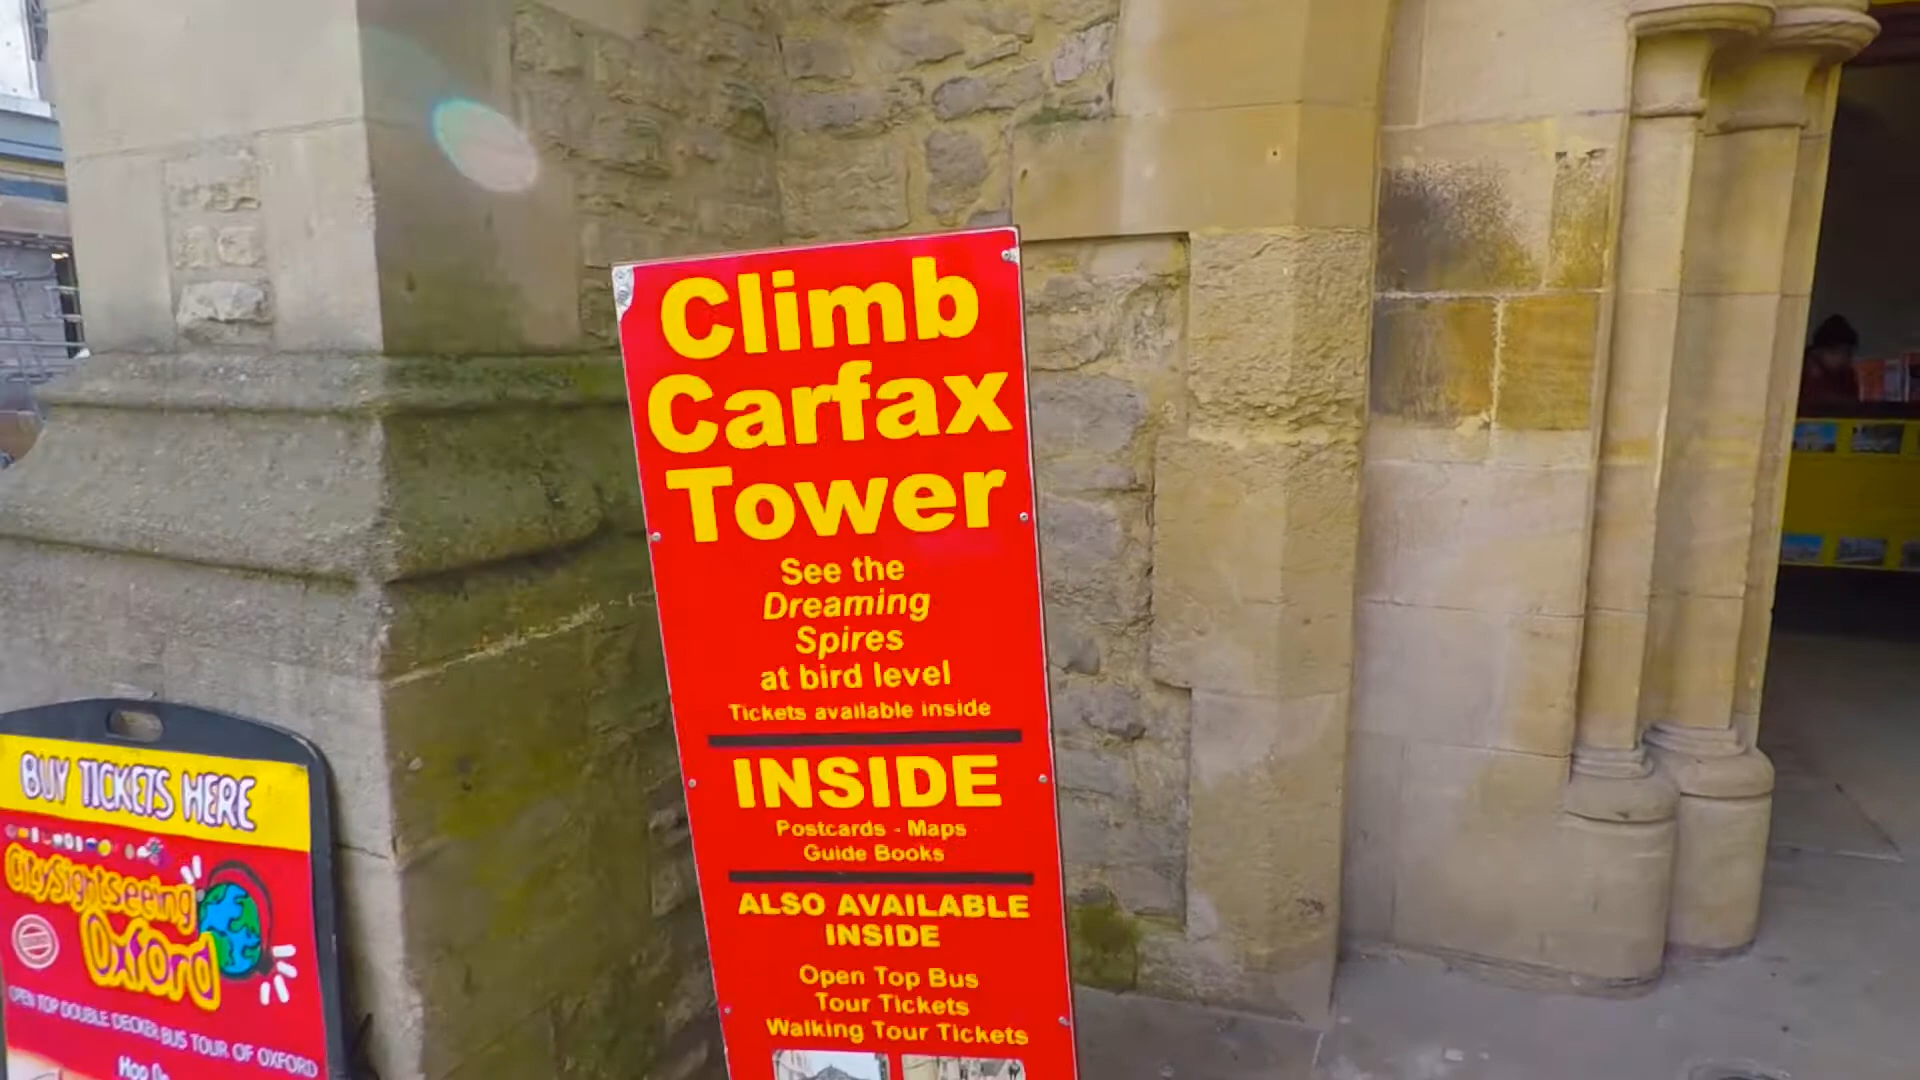 Climb
Carfax
Tower
See the
Dreaming
Spires
at bird level
Tickets available inside
INSIDE
Postcards - Maps
Guide Books
ALSO AVAILABLE
INSIDE
Open Top Bus
Tour Tickets
Walking Tour Tickets
BUY TICKETS HERE
CitySightseeing
Oxford
OPEN TOP DOUBLE DECKER BUS TOUR OF OXFORD